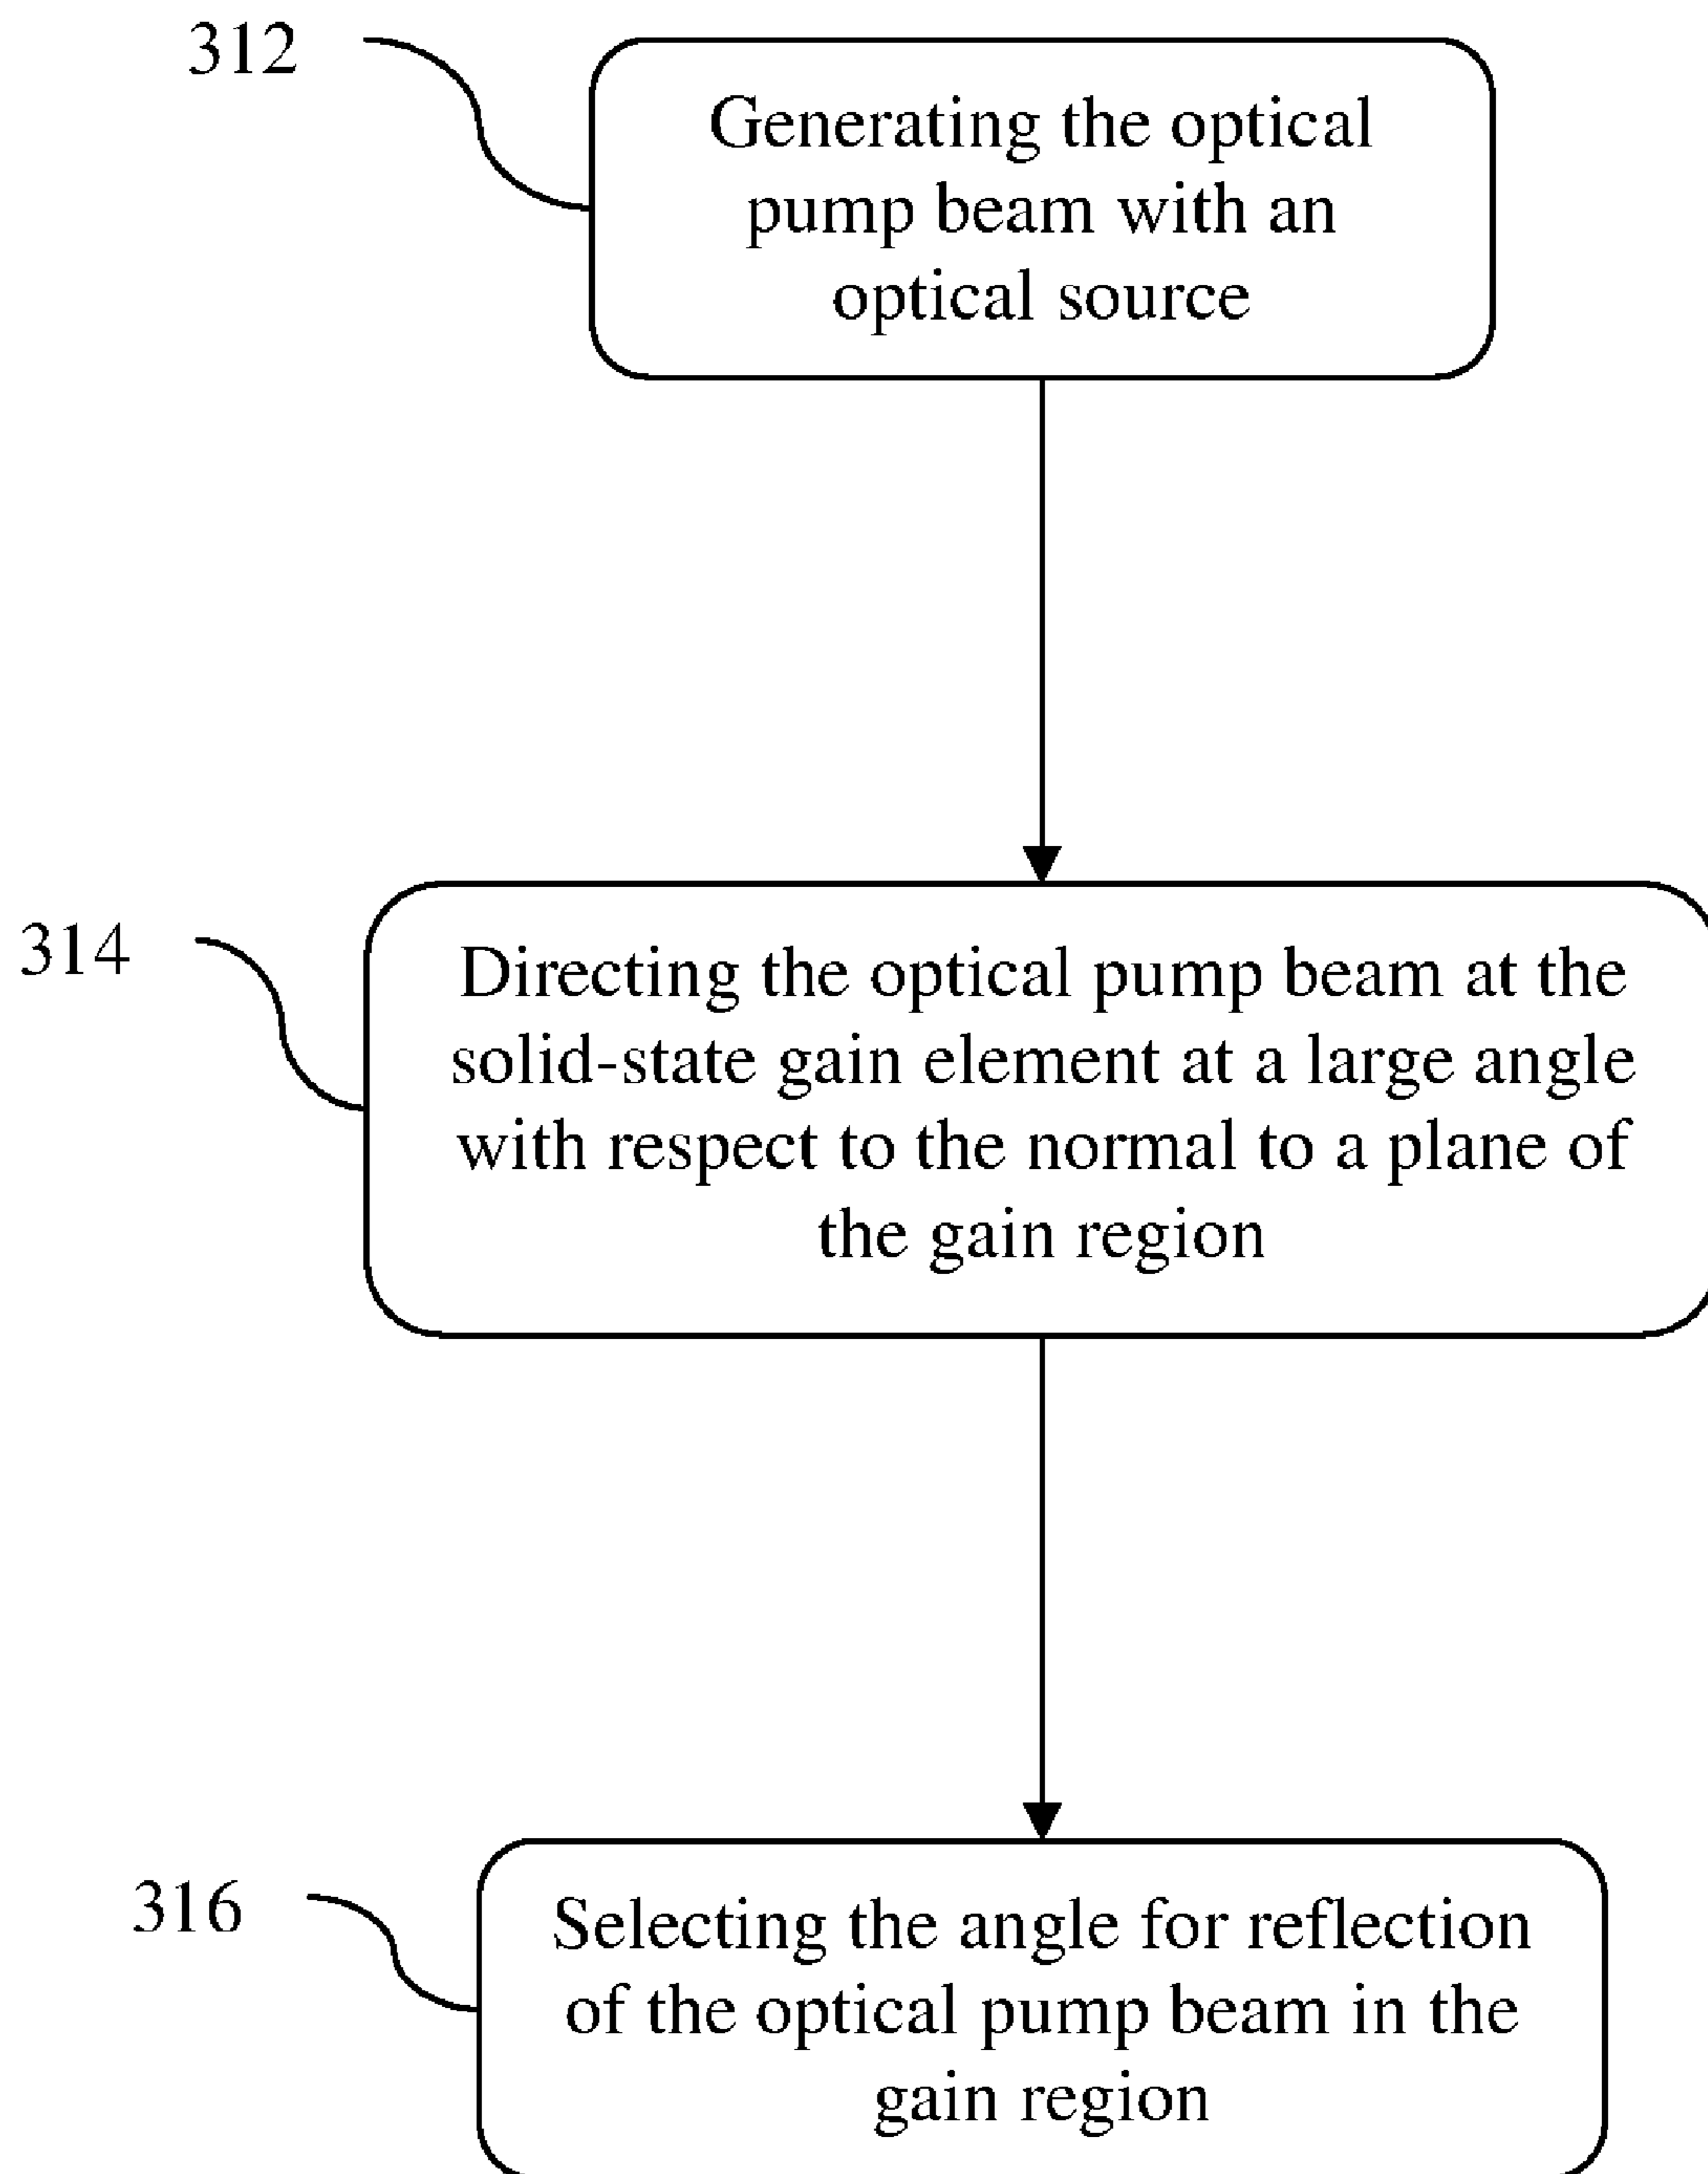 312
Generating the optical
pump beam with an
optical source
314
Directing the optical pump beam at the
solid-state gain element at a large angle
with respect to the normal to a plane of
the gain region
316
Selecting the angle for reflection
of the optical pump beam in the
gain region